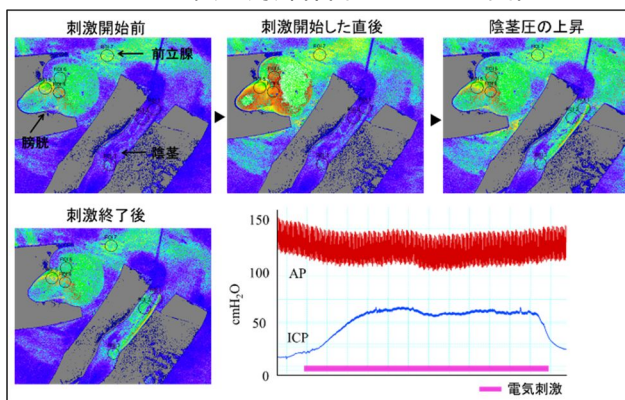 刺激開始前
刺激開始した直後
陰茎圧の上昇
前立腺
膀胱
陰茎
刺激終了後
150
AP
100
cmH₂O
50
ICP
0
電気刺激